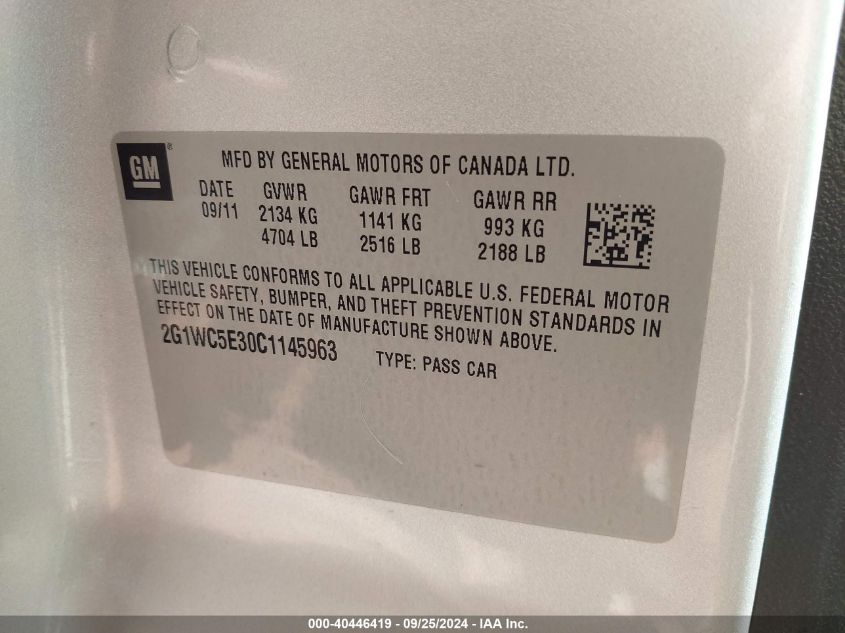 GM ®
MFD BY GENERAL MOTORS OF CANADA LTD.
DATE GVWR GAWR FRT GAWR RR
09/11 2134 KG 1141 KG 993 KG
4704 LB 2516 LB 2188 LB
THIS VEHICLE CONFORMS TO ALL APPLICABLE U.S. FEDERAL MOTOR
VEHICLE SAFETY, BUMPER, AND THEFT PREVENTION STANDARDS IN
EFFECT ON THE DATE OF MANUFACTURE SHOWN ABOVE.
2G1WC5E30C1145963 TYPE: PASS CAR
000-40446419 - 09/25/2024 - IAA Inc.